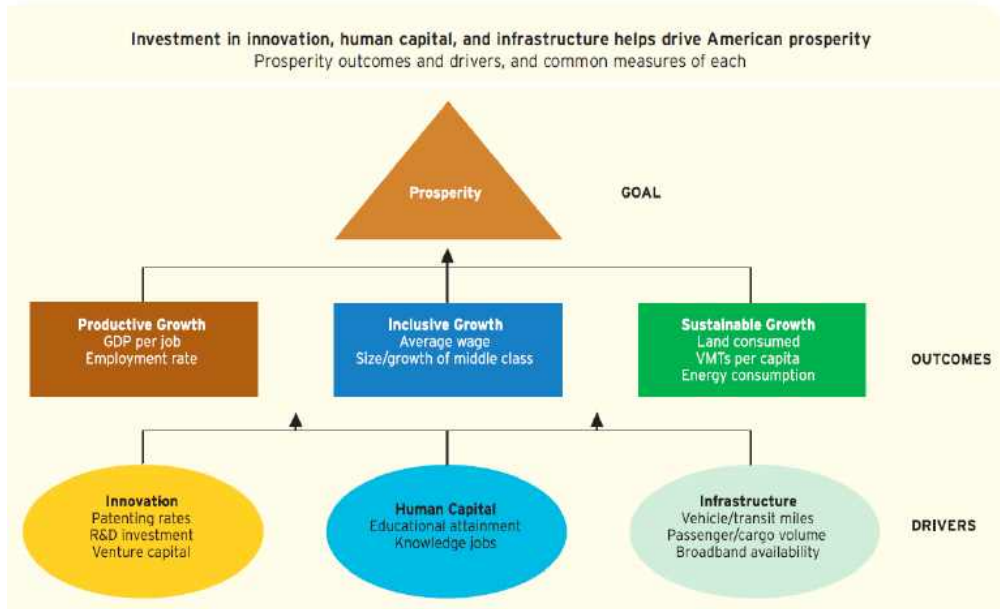 Investment in innovation, human capital, and infrastructure helps drive American prosperity
Prosperity outcomes and drivers, and common measures of each
Prosperity
GOAL
Productive Growth
GDP per job
Employment rate
Inclusive Growth
Average wage
Size/growth of middle class
Sustainable Growth
Land consumed
VMTs per capita
Energy consumption
OUTCOMES
Innovation
Patenting rates
R&D investment
Venture capital
Human Capital
Educational attainment
Knowledge jobs
Infrastructure
Vehicle/transit miles
Passenger/cargo volume
Broadband availability
DRIVERS